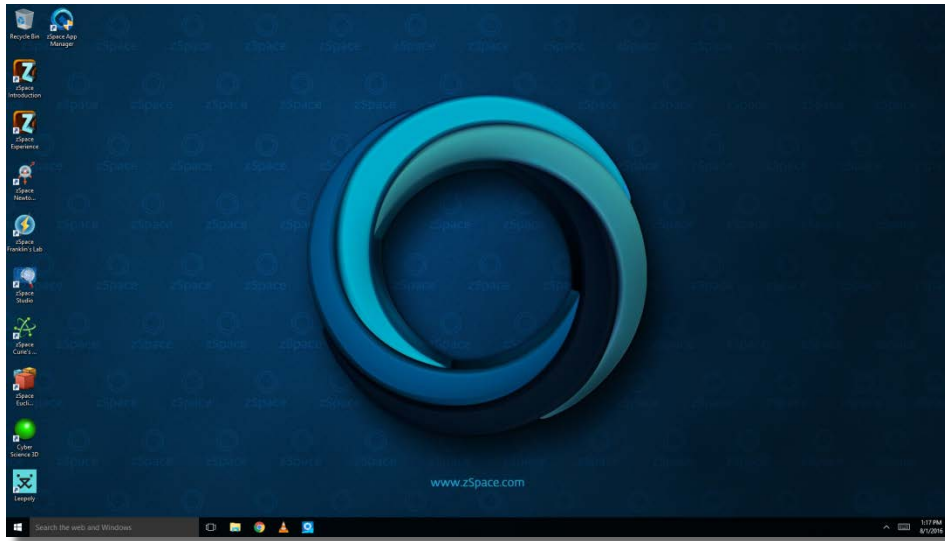 Recycle Bin
zSpace App
Manager
zSpace
Introduction
zSpace
Experience
zSpace
Newto...
zSpace
Franklin's Lab
zSpace
Studio
zSpace
Curie's ...
zSpace
Eucli...
Cyber
Science 3D
Leopoly
www.zSpace.com
Search the web and Windows
1:17 PM
8/1/2016